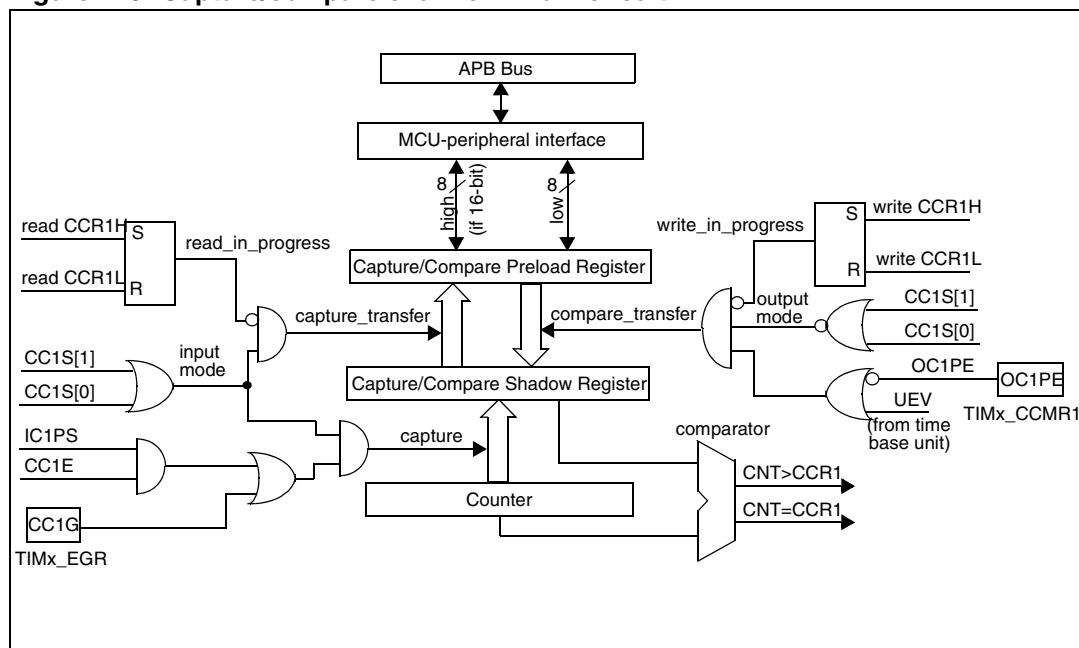 APB Bus
MCU-peripheral interface
8
high
(if 16-bit)
8
low
read CCR1H
S
read_in_progress
read CCR1L
R
write_in_progress
S
write CCR1H
R
write CCR1L
Capture/Compare Preload Register
capture_transfer
compare_transfer
output
mode
CC1S[1]
CC1S[0]
CC1S[1]
input
mode
CC1S[0]
Capture/Compare Shadow Register
OC1PE
OC1PE
UEV
TIMx_CCMR1
(from time
base unit)
IC1PS
CC1E
capture
comparator
CNT>CCR1
Counter
CNT=CCR1
CC1G
TIMx_EGR